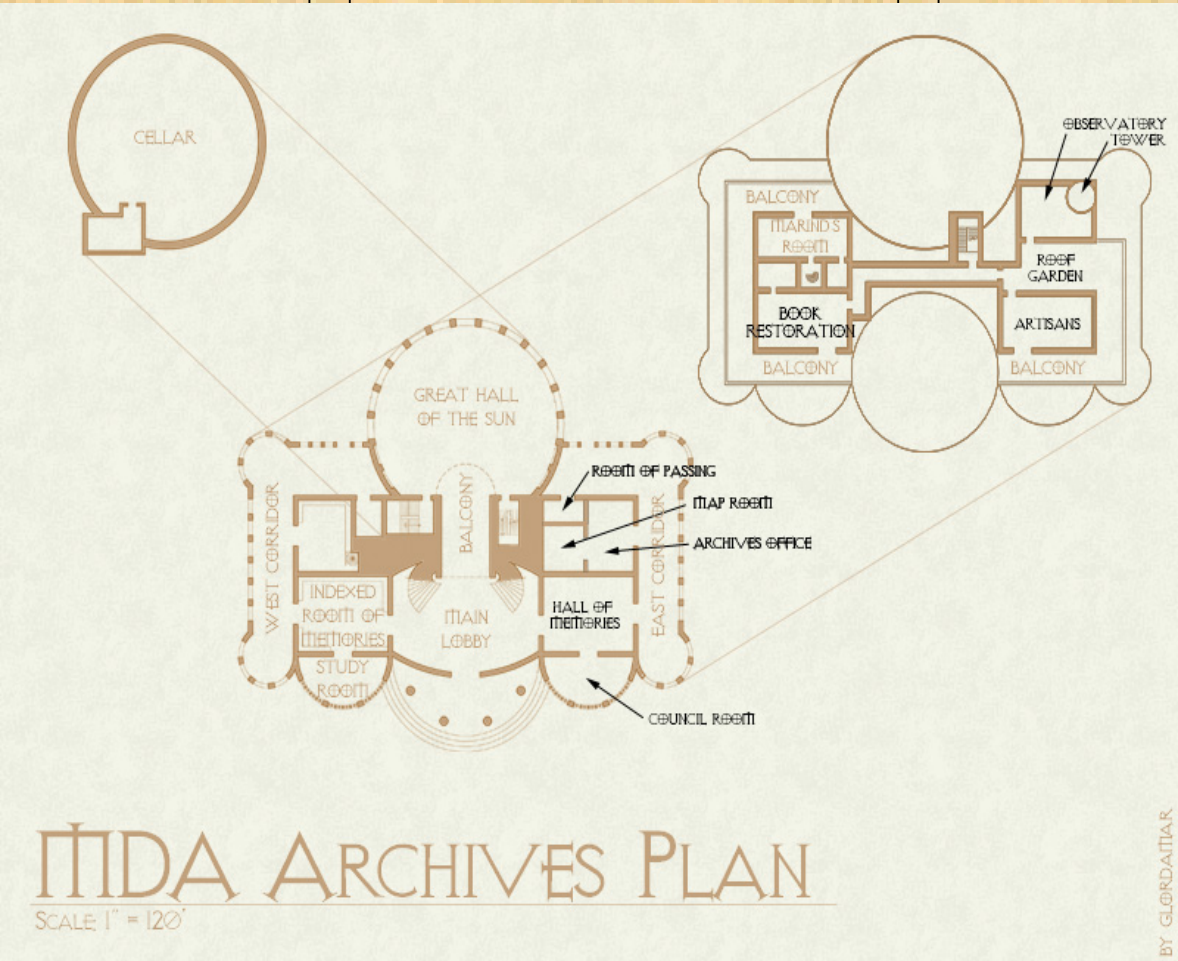 CELLAR
OBSERVATORY
TOWER
BALCONY
MARIND'S
ROOM
ROOF
GARDEN
BOOK
RESTORATION
ARTISANS
BALCONY
BALCONY
GREAT HALL
OF THE SUN
ROOM OF PASSING
MAP ROOM
ARCHIVES OFFICE
BALCONY
WEST CORRIDOR
EAST CORRIDOR
INDEXED
ROOM OF
MEMORIES
MAIN
LOBBY
HALL OF
MEMORIES
STUDY
ROOM
COUNCIL ROOM
MDA ARCHIVES PLAN
SCALE: 1" = 120'
BY GLORDAMAR